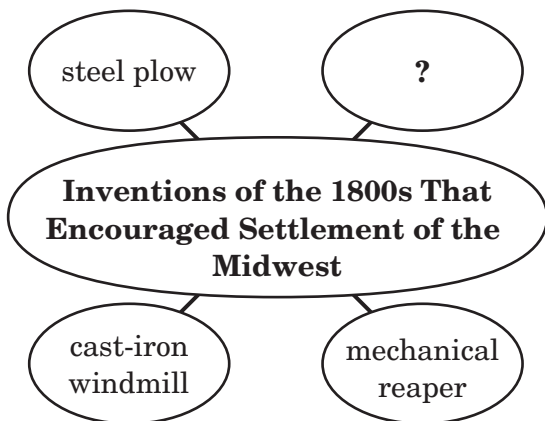 steel plow
?
Inventions of the 1800s That
Encouraged Settlement of the
Midwest
cast-iron
windmill
mechanical
reaper